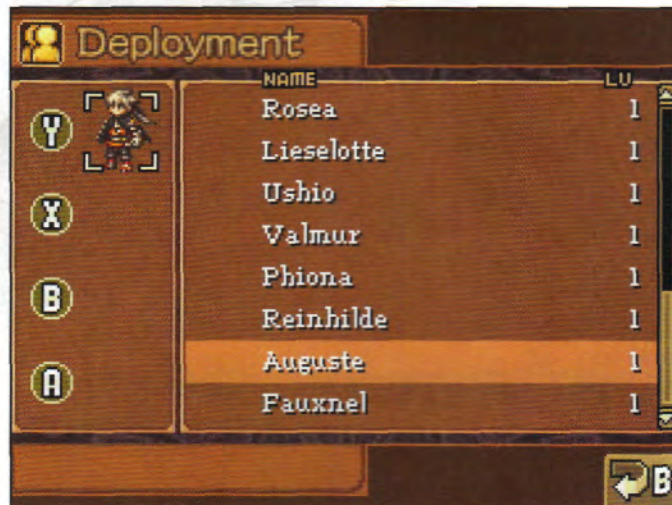 Deployment
NAME LV
Y
Rosea 1
Lieselotte 1
X
Ushio 1
Valmur 1
B
Phiona 1
Reinhilde 1
A
Auguste 1
Fauxnel 1
B